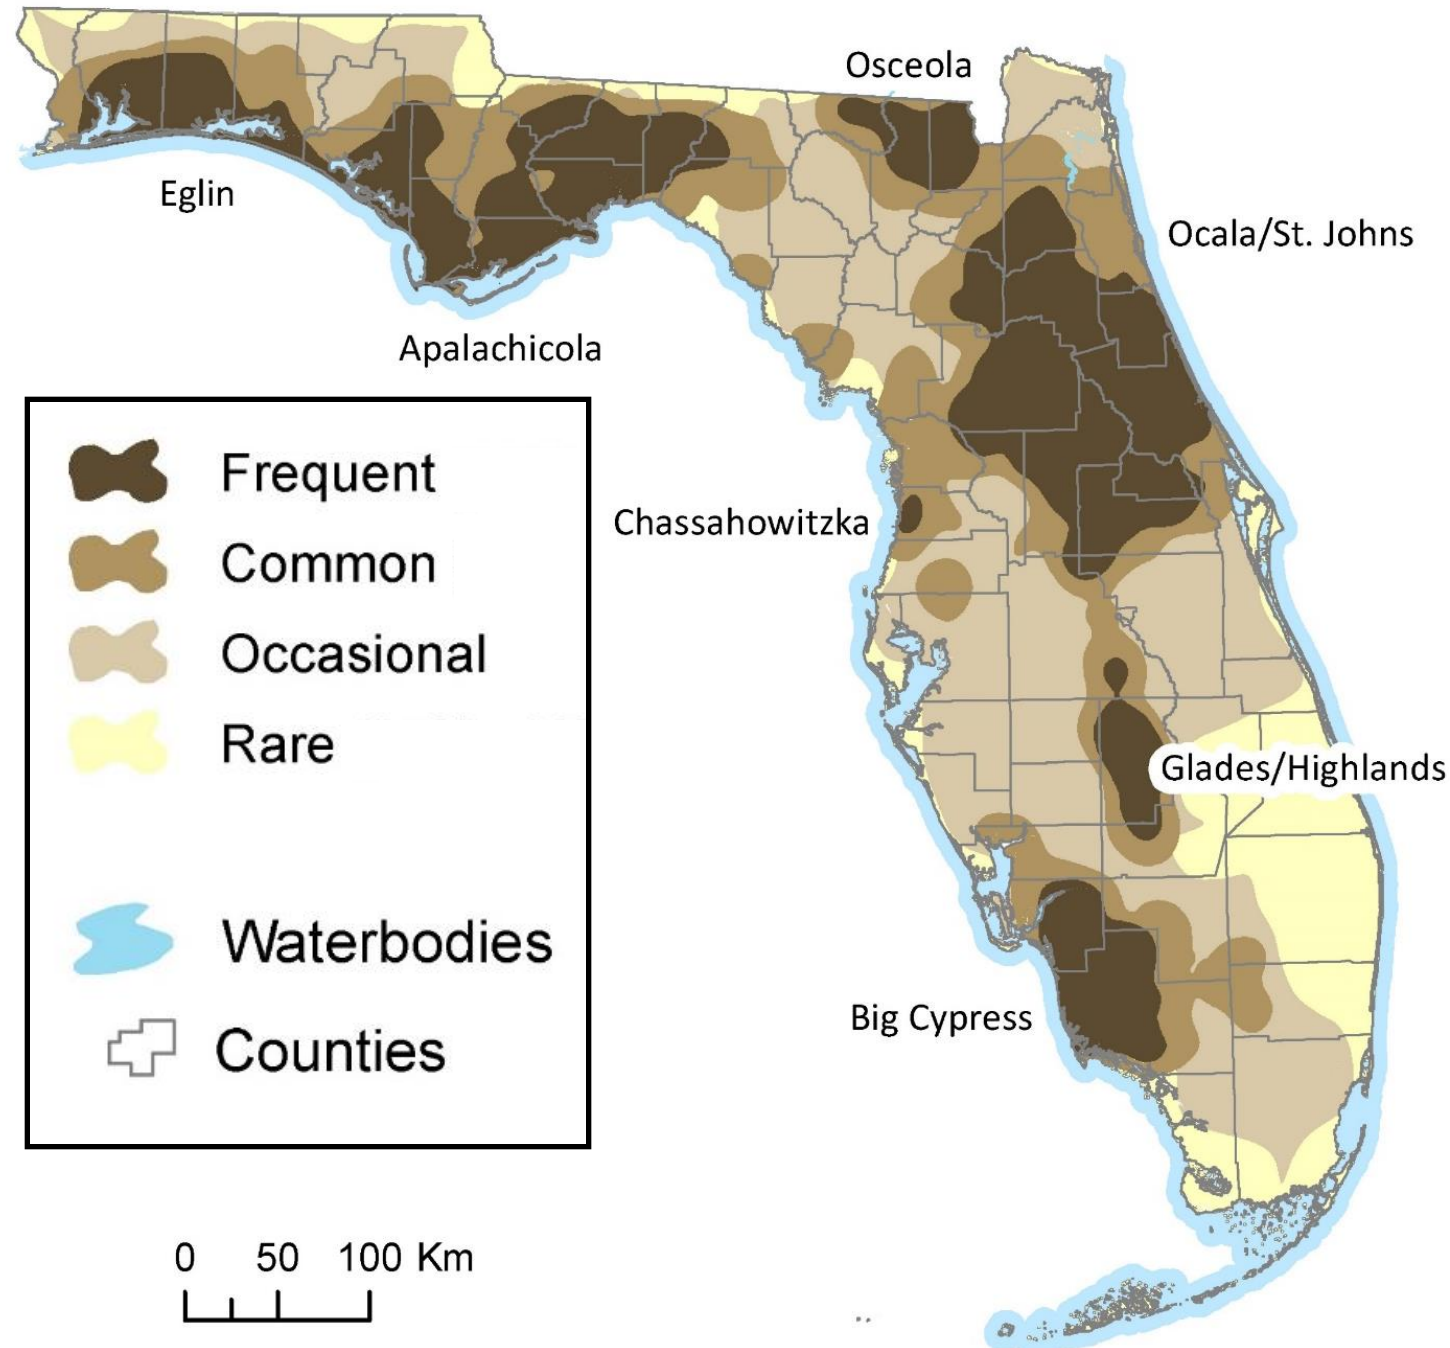 Osceola
Eglin
Ocala/St. Johns
Apalachicola
Frequent
Common
Occasional
Rare
Waterbodies
Counties
Chassahowitzka
Glades/Highlands
Big Cypress
0 50 100 Km